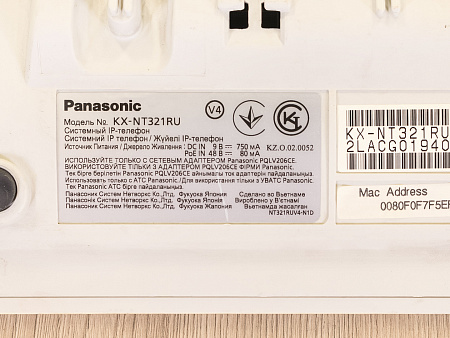 Panasonic
Модель №. KX-NT321RU
V4
Системный IP-телефон
Системний IP-телефон / Жүйелі IP-телефон
Источник Питания / Джерело Живлення : DC IN 9 В ⎓ 750 мА
PoE IN 48 В ⎓ 80 мА
KZ.O.02.0052
ИСПОЛЬЗУЙТЕ ТОЛЬКО С СЕТЕВЫМ АДАПТЕРОМ Panasonic PQLV206CE
ВИКОРИСТОВУЙТЕ ТІЛЬКИ З АДАПТЕРОМ PQLV206CE ФІРМИ Panasonic.
Тек бірге берілетін Panasonic PQLV206CE айнымалы ток адаптерін пайдаланыңыз.
Используйте только с АТС Panasonic. / Для використання тільки з УВАТС Panasonic.
Тек Panasonic АТС бірге ғана пайдаланыңыз.
Панасоник Систем Нетворкс Ко.,Лтд. Фукуока Япония Сделано во Вьетнаме
Панасонік Систем Нетворкс Ко.,Лтд. Фукуока Японія Вироблено у В'єтнамі
Панасоник Систем Нетворкс Ко.,Лтд. Фукуока Жапония Вьетнамда жасалған
NT321RUV4-N1D
KX-NT321RU
2LACG01940
Mac Address
0080F0F7F5EF